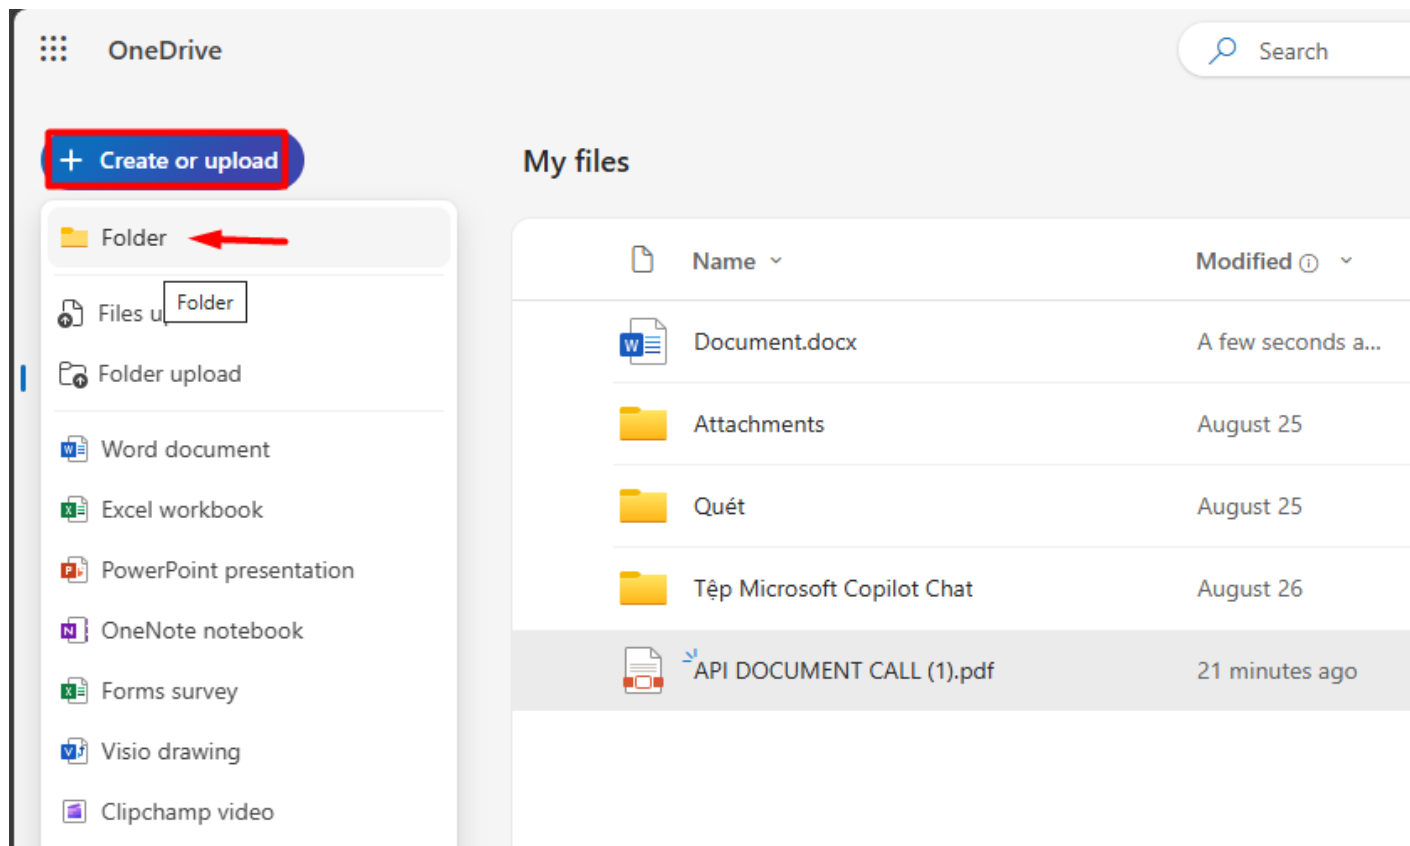 OneDrive
Search
Create or upload
My files
Folder
Folder
Files u
Folder upload
Word document
Excel workbook
PowerPoint presentation
OneNote notebook
Forms survey
Visio drawing
Clipchamp video
Name
Modified
Document.docx
A few seconds a...
Attachments
August 25
Quét
August 25
Tệp Microsoft Copilot Chat
August 26
API DOCUMENT CALL (1).pdf
21 minutes ago